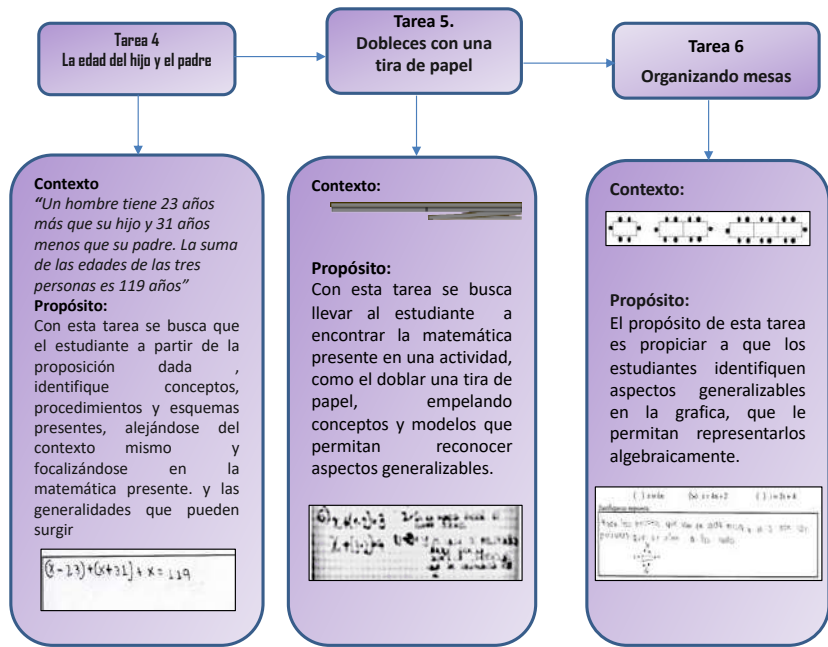 Tarea 4
La edad del hijo y el padre
Tarea 5.
Dobleces con una
tira de papel
Tarea 6
Organizando mesas
Contexto
“Un hombre tiene 23 años
más que su hijo y 31 años
menos que su padre. La suma
de las edades de las tres
personas es 119 años”
Propósito:
Con esta tarea se busca que
el estudiante a partir de la
proposición dada ,
identifique conceptos,
procedimientos y esquemas
presentes, alejándose del
contexto mismo y
focalizándose en la
matemática presente. y las
generalidades que pueden
surgir
(x-23)+(x+31)+x=119
Contexto:
Propósito:
Con esta tarea se busca
llevar al estudiante a
encontrar la matemática
presente en una actividad,
como el doblar una tira de
papel, empelando
conceptos y modelos que
permitan reconocer
aspectos generalizables.
Contexto:
Propósito:
El propósito de esta tarea
es propiciar a que los
estudiantes identifiquen
aspectos generalizables
en la grafica, que le
permitan representarlos
algebraicamente.